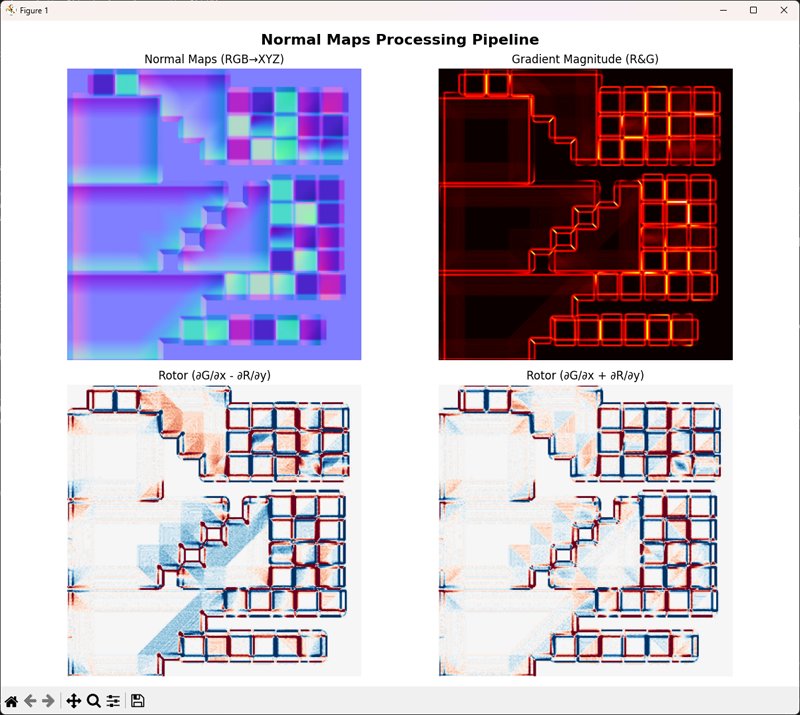 Figure 1
Normal Maps Processing Pipeline
Normal Maps (RGB→XYZ)
Gradient Magnitude (R&G)
Rotor (∂G/∂x - ∂R/∂y)
Rotor (∂G/∂x + ∂R/∂y)